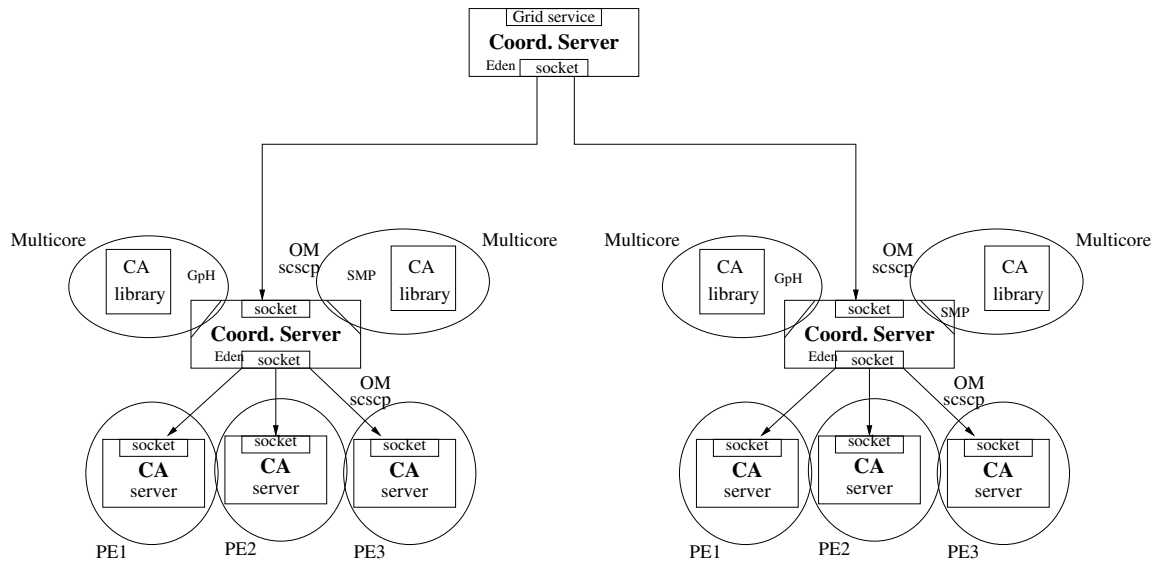 Grid service
Coord. Server
Eden
socket
Multicore
CA
library
GpH
OM
scscp
SMP
CA
library
Multicore
socket
Coord. Server
Eden
socket
OM
scscp
socket
CA
server
socket
CA
server
socket
CA
server
PE1
PE2
PE3
Multicore
CA
library
GpH
OM
scscp
SMP
CA
library
Multicore
socket
Coord. Server
Eden
socket
OM
scscp
socket
CA
server
socket
CA
server
socket
CA
server
PE1
PE2
PE3